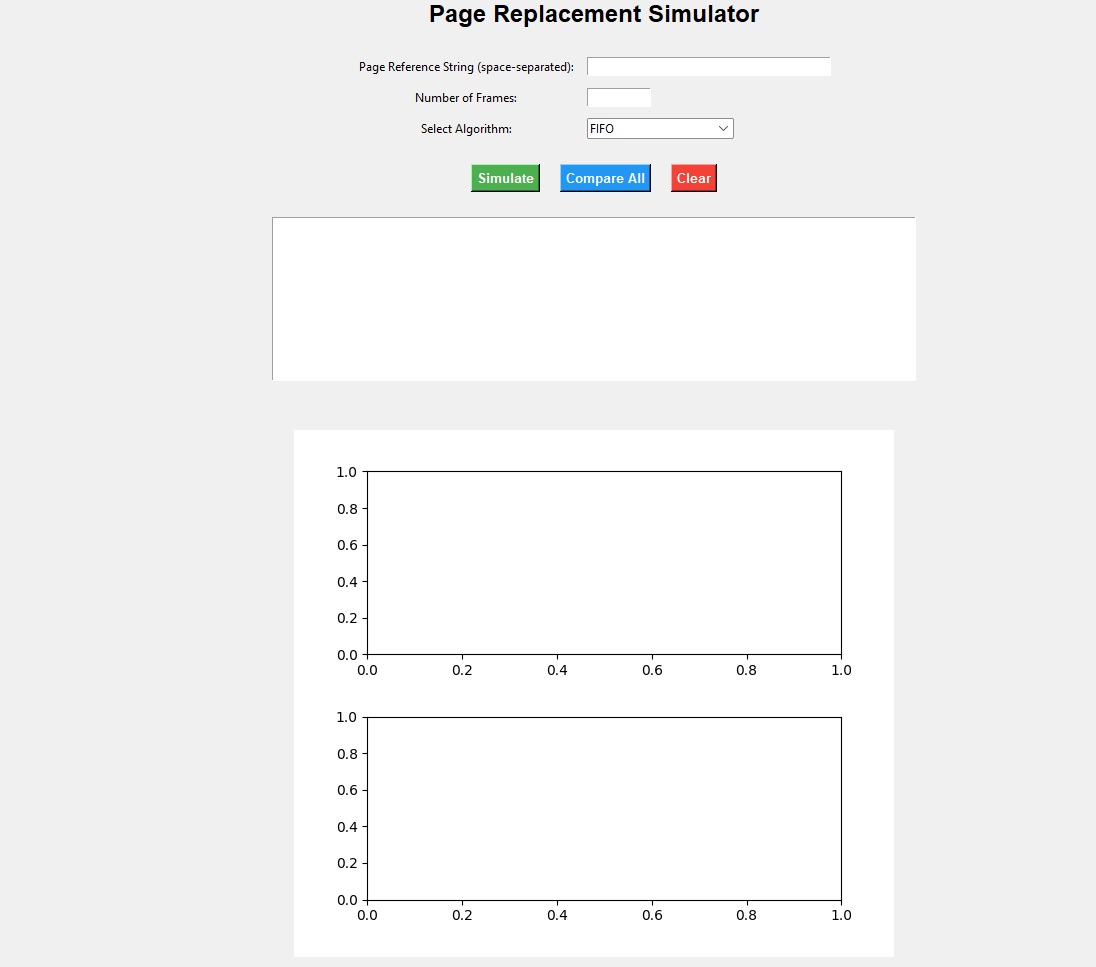 Page Replacement Simulator
Page Reference String (space-separated):
Number of Frames:
Select Algorithm: FIFO
Simulate Compare All Clear
1.0
0.8
0.6
0.4
0.2
0.0
0.0 0.2 0.4 0.6 0.8 1.0
1.0
0.8
0.6
0.4
0.2
0.0
0.0 0.2 0.4 0.6 0.8 1.0